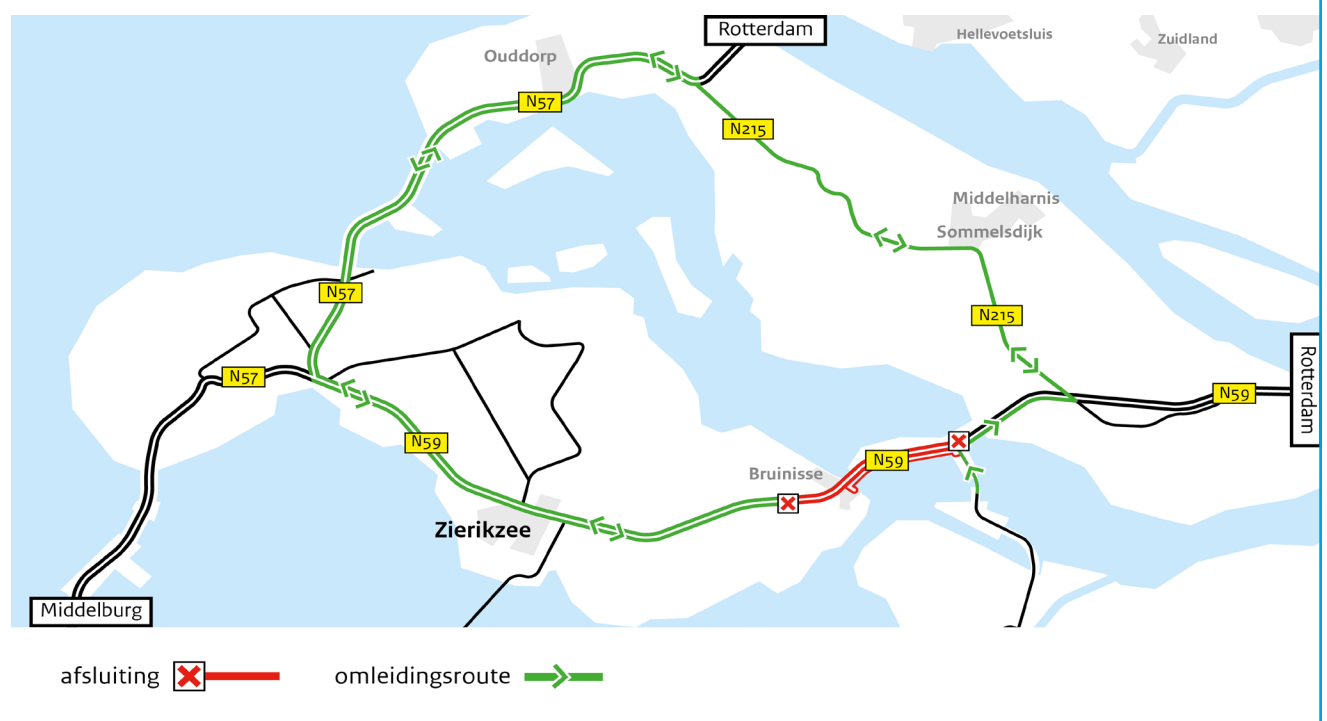 Rotterdam
Hellevoetsluis
Zuidland
Ouddorp
N57
N215
Middelharnis
Sommelsdijk
N57
N215
N57
Rotterdam
N59
N59
N59
Bruinisse
Zierikzee
Middelburg
afsluiting
omleidingsroute